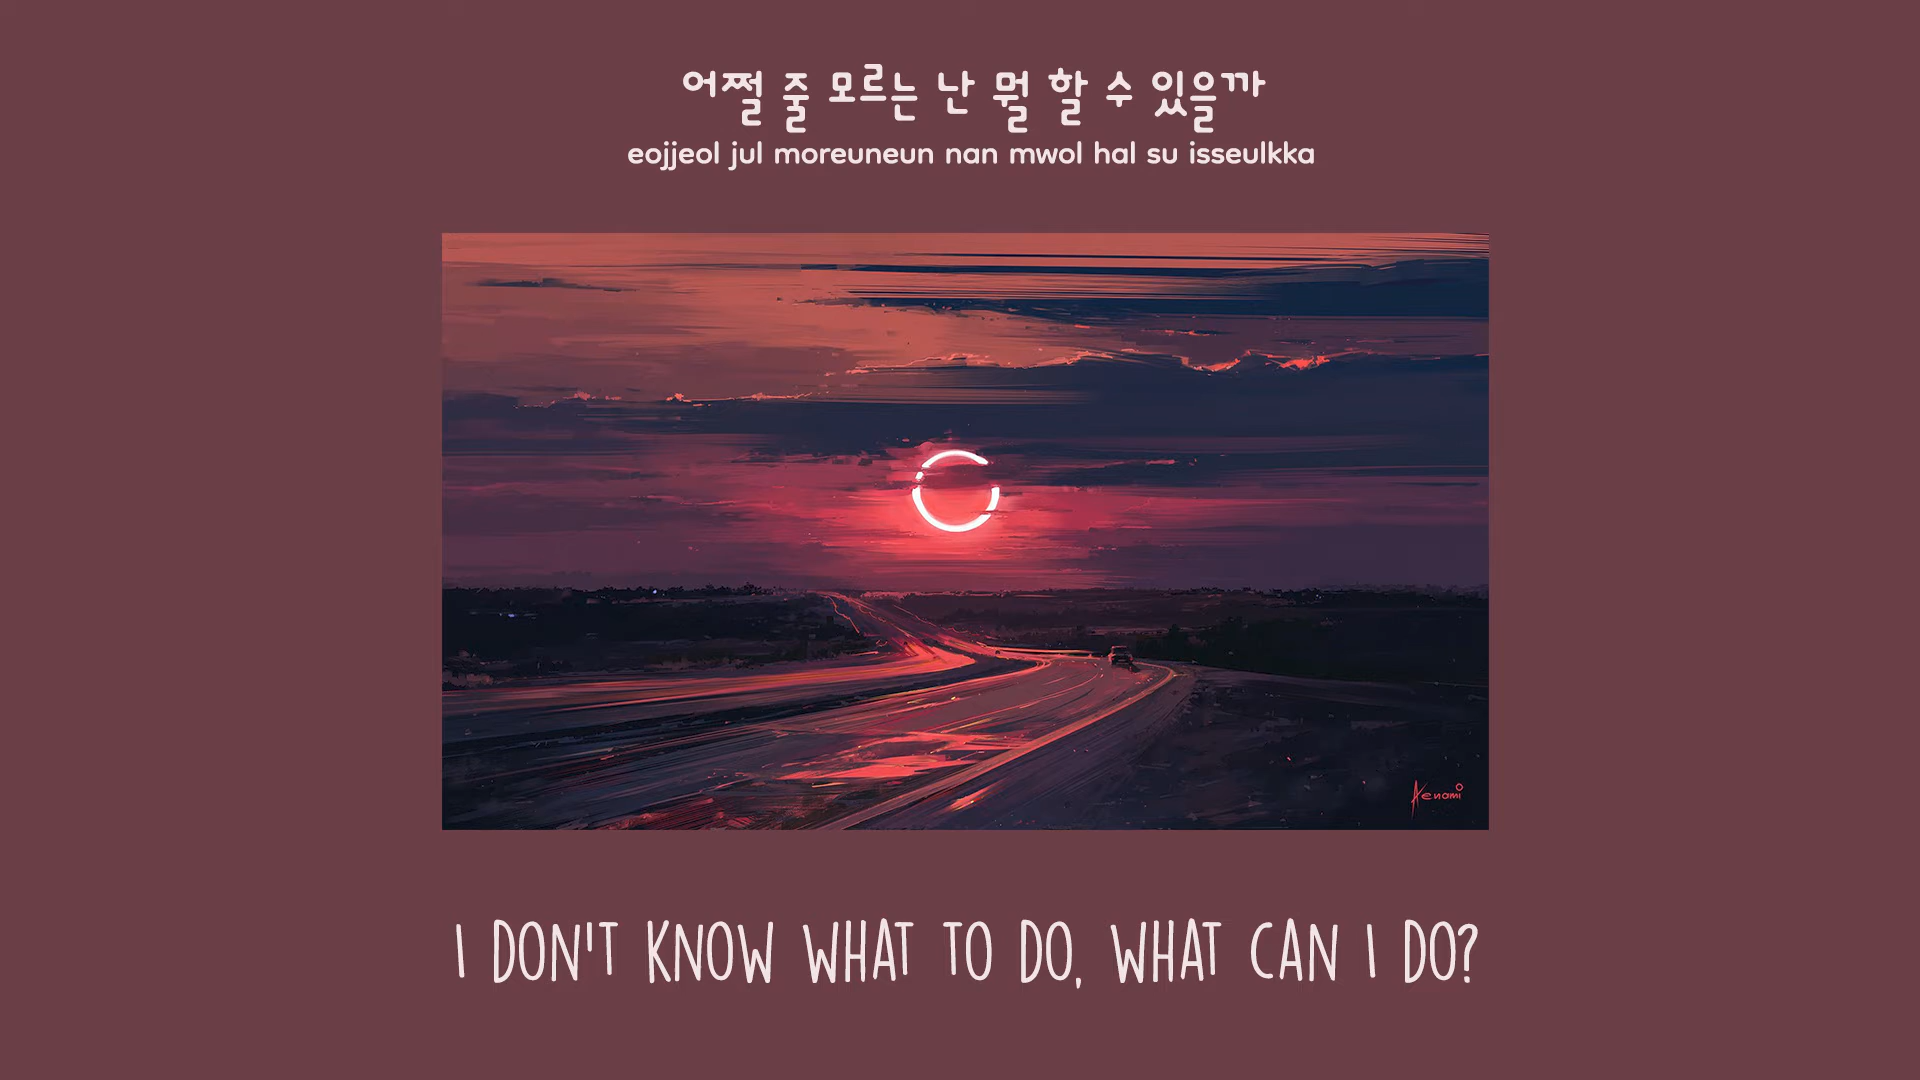 어쩔 줄 모르는 난 뭘 할 수 있을까
eojjeol jul moreuneun nan mwol hal su isseulkka
Aenami
I DON'T KNOW WHAT TO DO, WHAT CAN I DO?